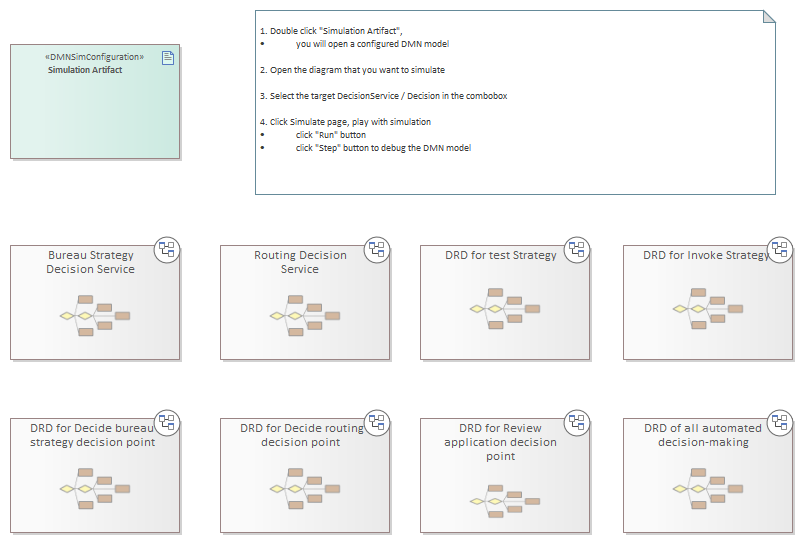 «DMNSimConfiguration»
Simulation Artifact
1. Double click "Simulation Artifact",
• you will open a configured DMN model
2. Open the diagram that you want to simulate
3. Select the target DecisionService / Decision in the combobox
4. Click Simulate page, play with simulation
• click "Run" button
• click "Step" button to debug the DMN model
Bureau Strategy
Decision Service
Routing Decision
Service
DRD for test Strategy
DRD for Invoke Strategy
DRD for Decide bureau
strategy decision point
DRD for Decide routing
decision point
DRD for Review
application decision
point
DRD of all automated
decision-making